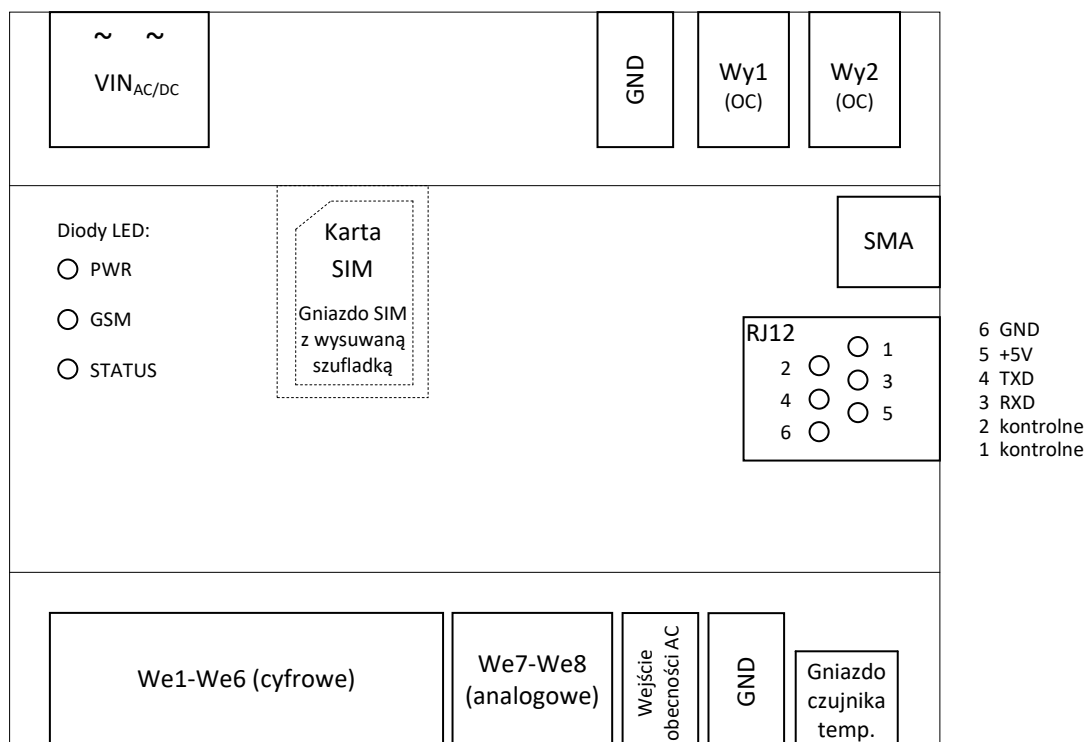 ~ ~
VINAC/DC
GND
Wy1
(OC)
Wy2
(OC)
Diody LED:
PWR
GSM
STATUS
Karta
SIM
Gniazdo SIM
z wysuwaną
szufladką
SMA
RJ12
1
2
3
4
5
6
6 GND
5 +5V
4 TXD
3 RXD
2 kontrolne
1 kontrolne
We1-We6 (cyfrowe)
We7-We8
(analogowe)
Wejście
obecności AC
GND
Gniazdo
czujnika
temp.